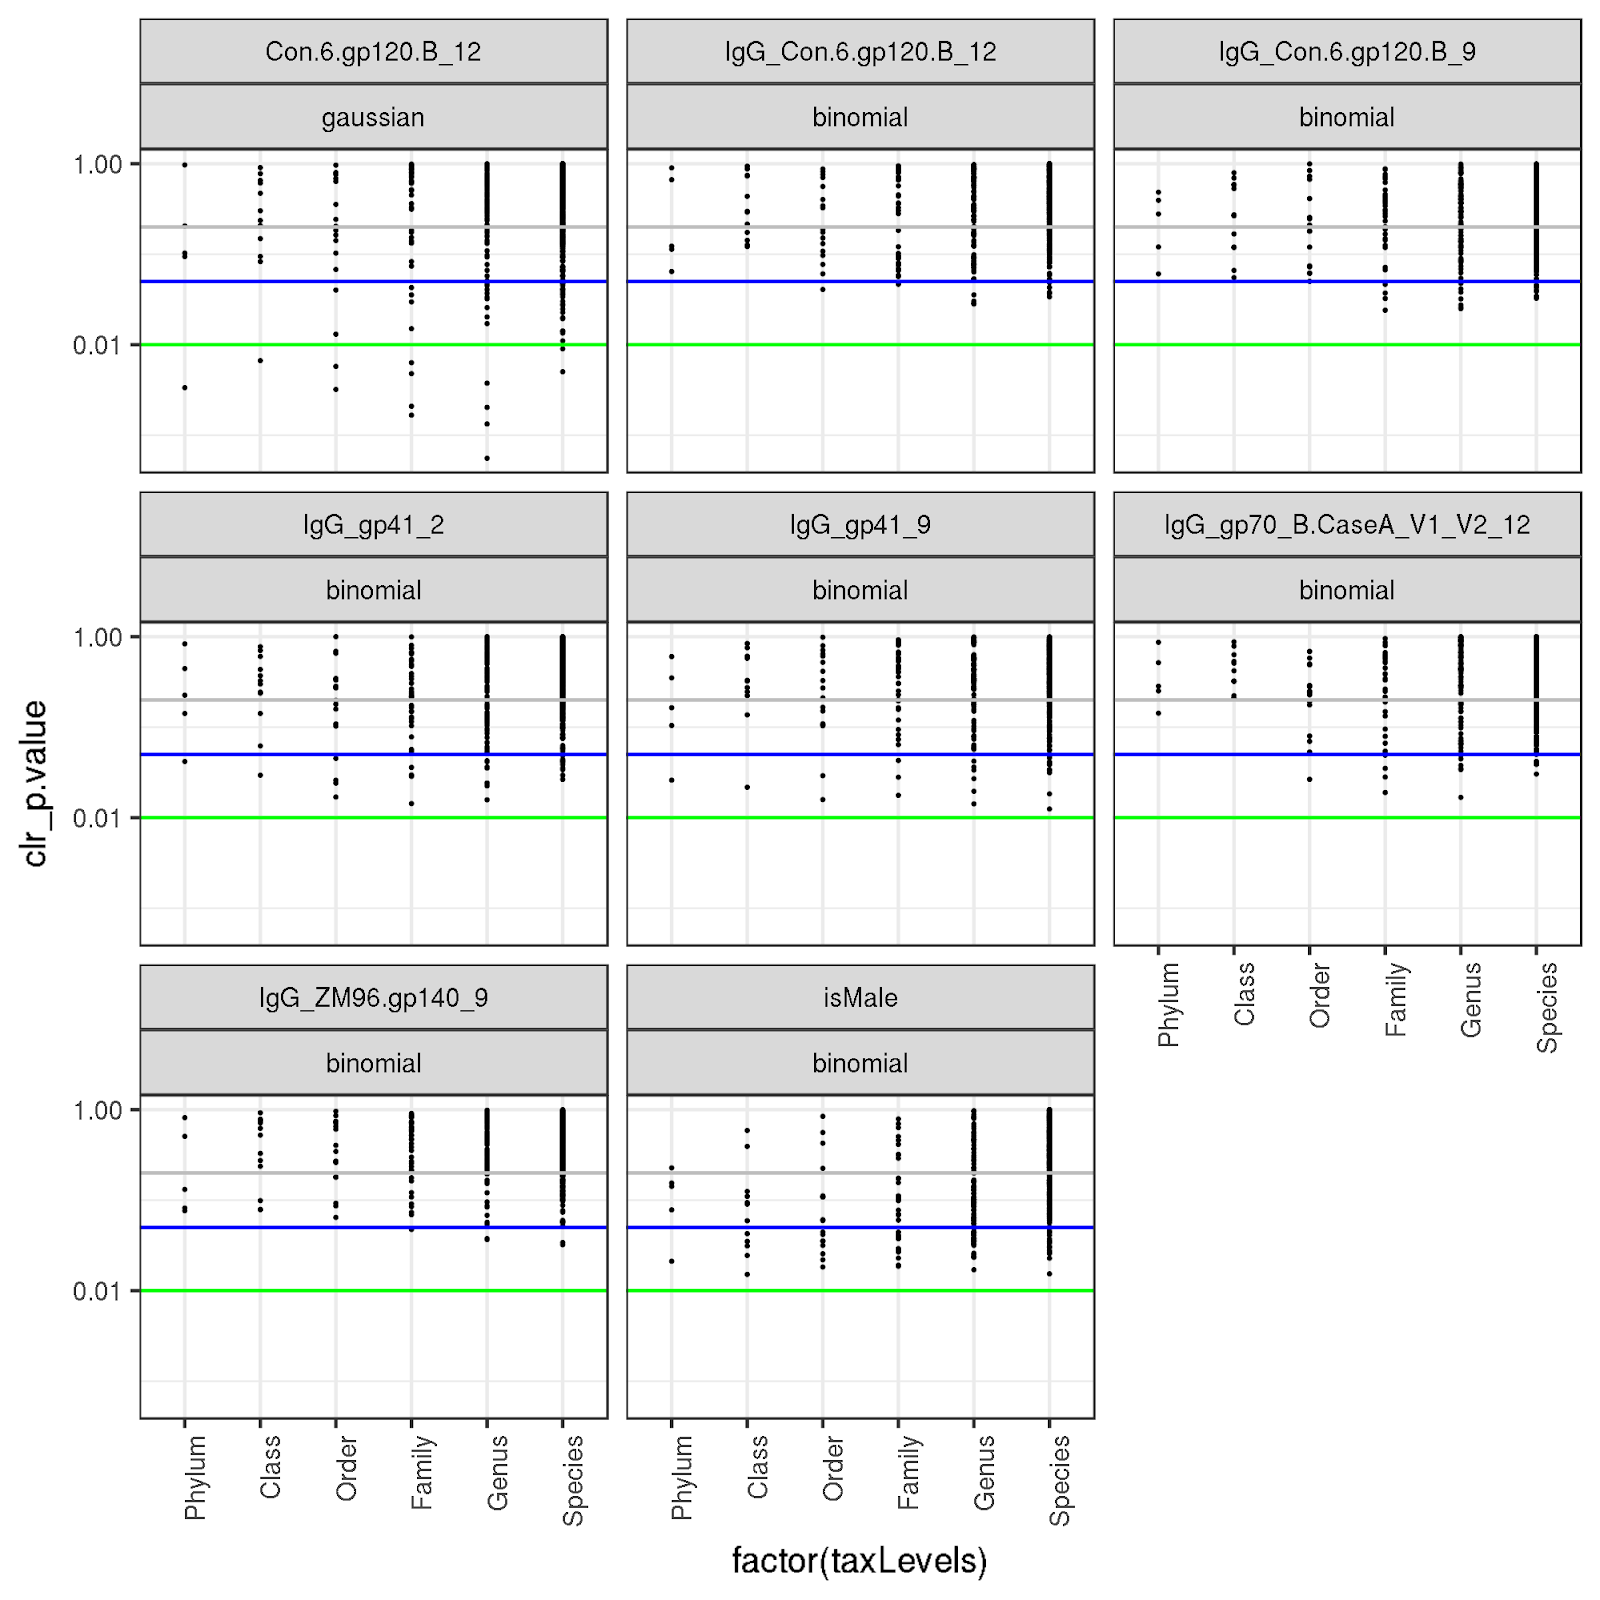 Con.6.gp120.B_12
IgG_Con.6.gp120.B_12
IgG_Con.6.gp120.B_9
gaussian
binomial
binomial
1.00
0.01
IgG_gp41_2
IgG_gp41_9
IgG_gp70_B.CaseA_V1_V2_12
binomial
binomial
binomial
1.00
0.01
clr_p.value
Phylum
Class
Order
Family
Genus
Species
IgG_ZM96.gp140_9
isMale
binomial
binomial
1.00
0.01
Phylum
Class
Order
Family
Genus
Species
Phylum
Class
Order
Family
Genus
Species
factor(taxLevels)